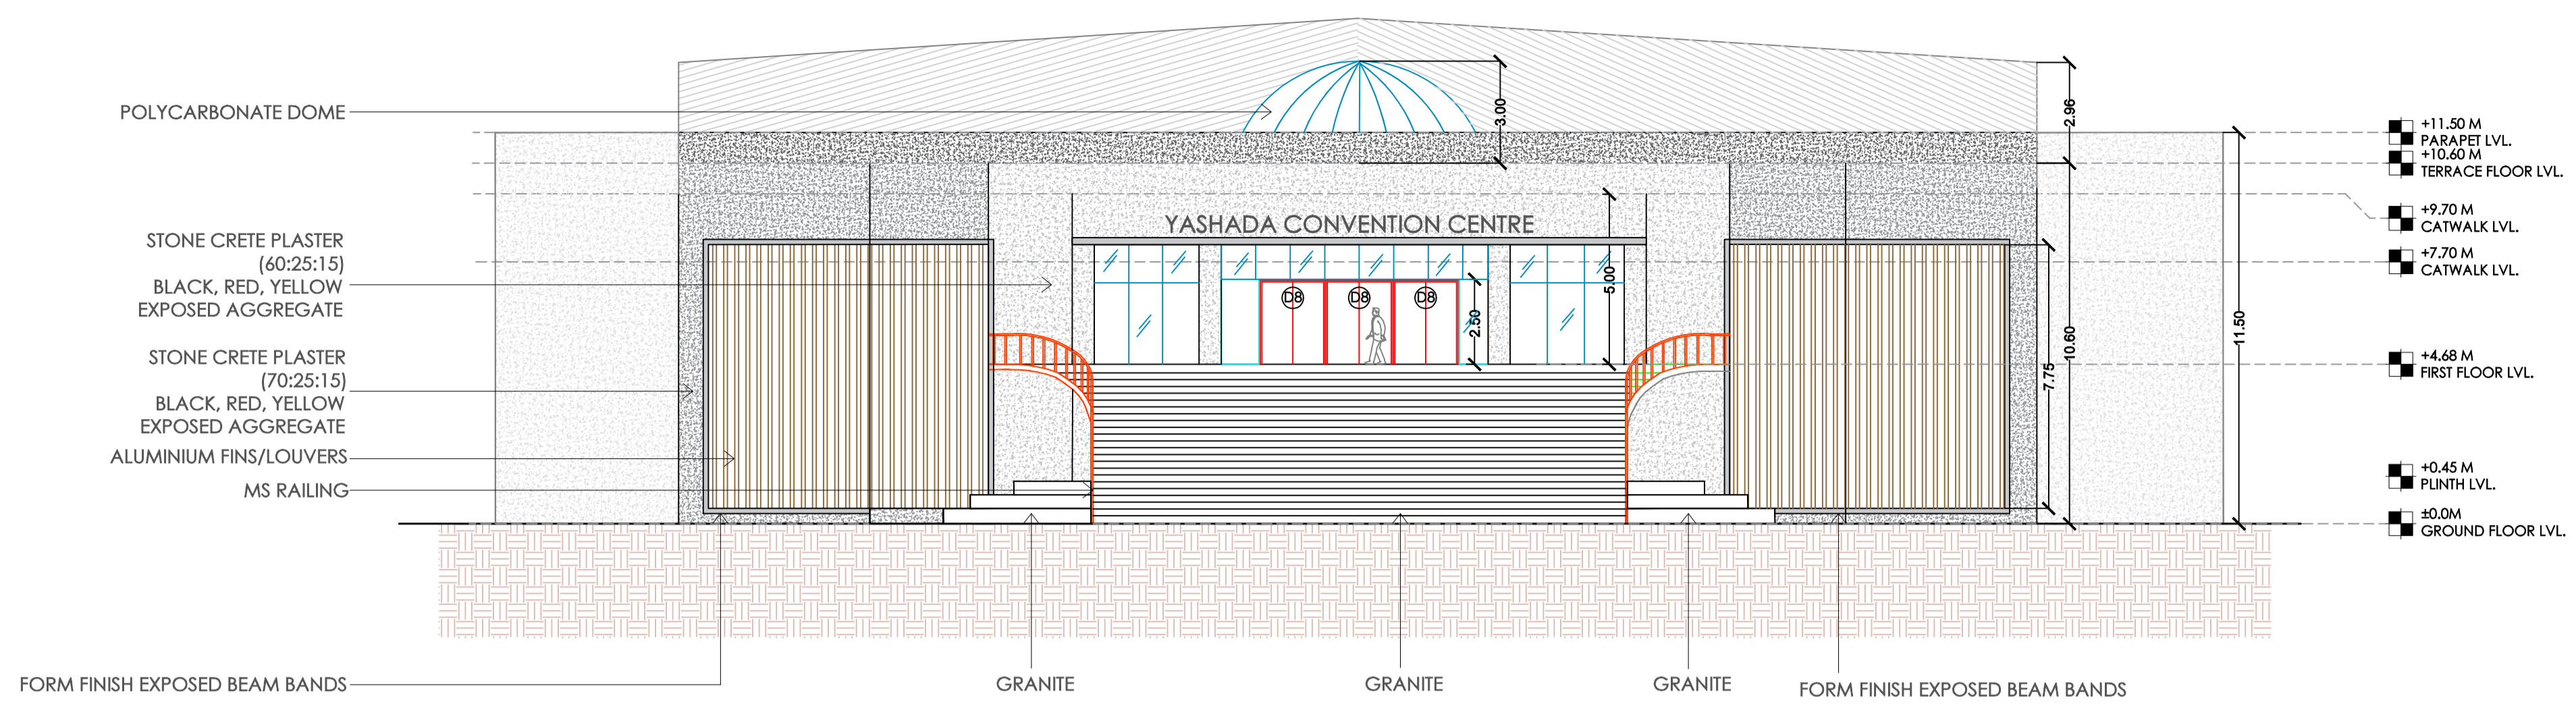 POLYCARBONATE DOME
3.00
2.96
+11.50 M
PARAPET LVL.
+10.60 M
TERRACE FLOOR LVL.
YASHADA CONVENTION CENTRE
+9.70 M
CATWALK LVL.
STONE CRETE PLASTER
(60:25:15)
BLACK, RED, YELLOW
EXPOSED AGGREGATE
+7.70 M
CATWALK LVL.
D8
D8
D8
2.50
5.00
7.75
10.60
11.50
STONE CRETE PLASTER
(70:25:15)
BLACK, RED, YELLOW
EXPOSED AGGREGATE
+4.68 M
FIRST FLOOR LVL.
ALUMINIUM FINS/LOUVERS
MS RAILING
+0.45 M
PLINTH LVL.
±0.0M
GROUND FLOOR LVL.
FORM FINISH EXPOSED BEAM BANDS
GRANITE
GRANITE
GRANITE
FORM FINISH EXPOSED BEAM BANDS